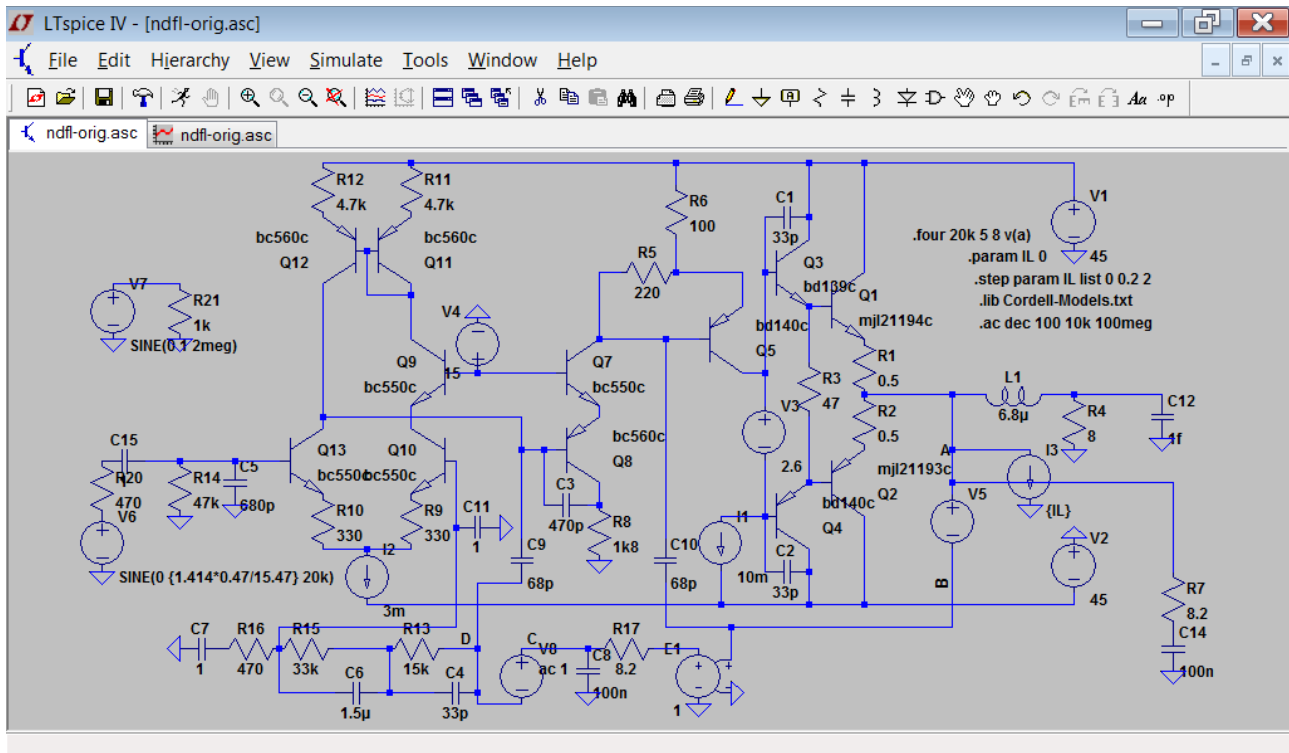 LTspice IV - [ndfl-orig.asc]
File Edit Hierarchy View Simulate Tools Window Help
Aa .op
ndfl-orig.asc ndfl-orig.asc
R12
4.7k
R11
4.7k
bc560c
Q12
bc560c
Q11
R6
100
C1
33p
V1
45
.four 20k 5 8 v(a)
.param IL 0
.step param IL list 0 0.2 2
.lib Cordell-Models.txt
.ac dec 100 10k 100meg
V7
SINE(0 1 2meg)
R21
1k
V4
15
R5
220
Q3
bd139c
Q1
mjl21194c
bd140c
Q5
Q9
bc550c
Q7
bc550c
R3
47
R1
0.5
R2
0.5
L1
6.8µ
R4
8
C12
1f
V3
2.6
bc560c
Q8
mjl21193c
Q2
bd140c
Q4
C15
1
R20
470
R14
47k
C5
680p
Q13
bc550c
Q10
bc550c
R10
330
R9
330
C11
1
C3
470p
R8
1k8
C9
68p
C10
68p
I1
10m
C2
33p
A
I3
{IL}
V5
B
V2
45
V6
SINE(0 {1.414*0.47/15.47} 20k)
I2
3m
R7
8.2
C14
100n
C7
1
R16
470
R15
33k
R13
15k
D
C6
1.5µ
C4
33p
C
V8
ac 1
C8
100n
R17
8.2
E1
1